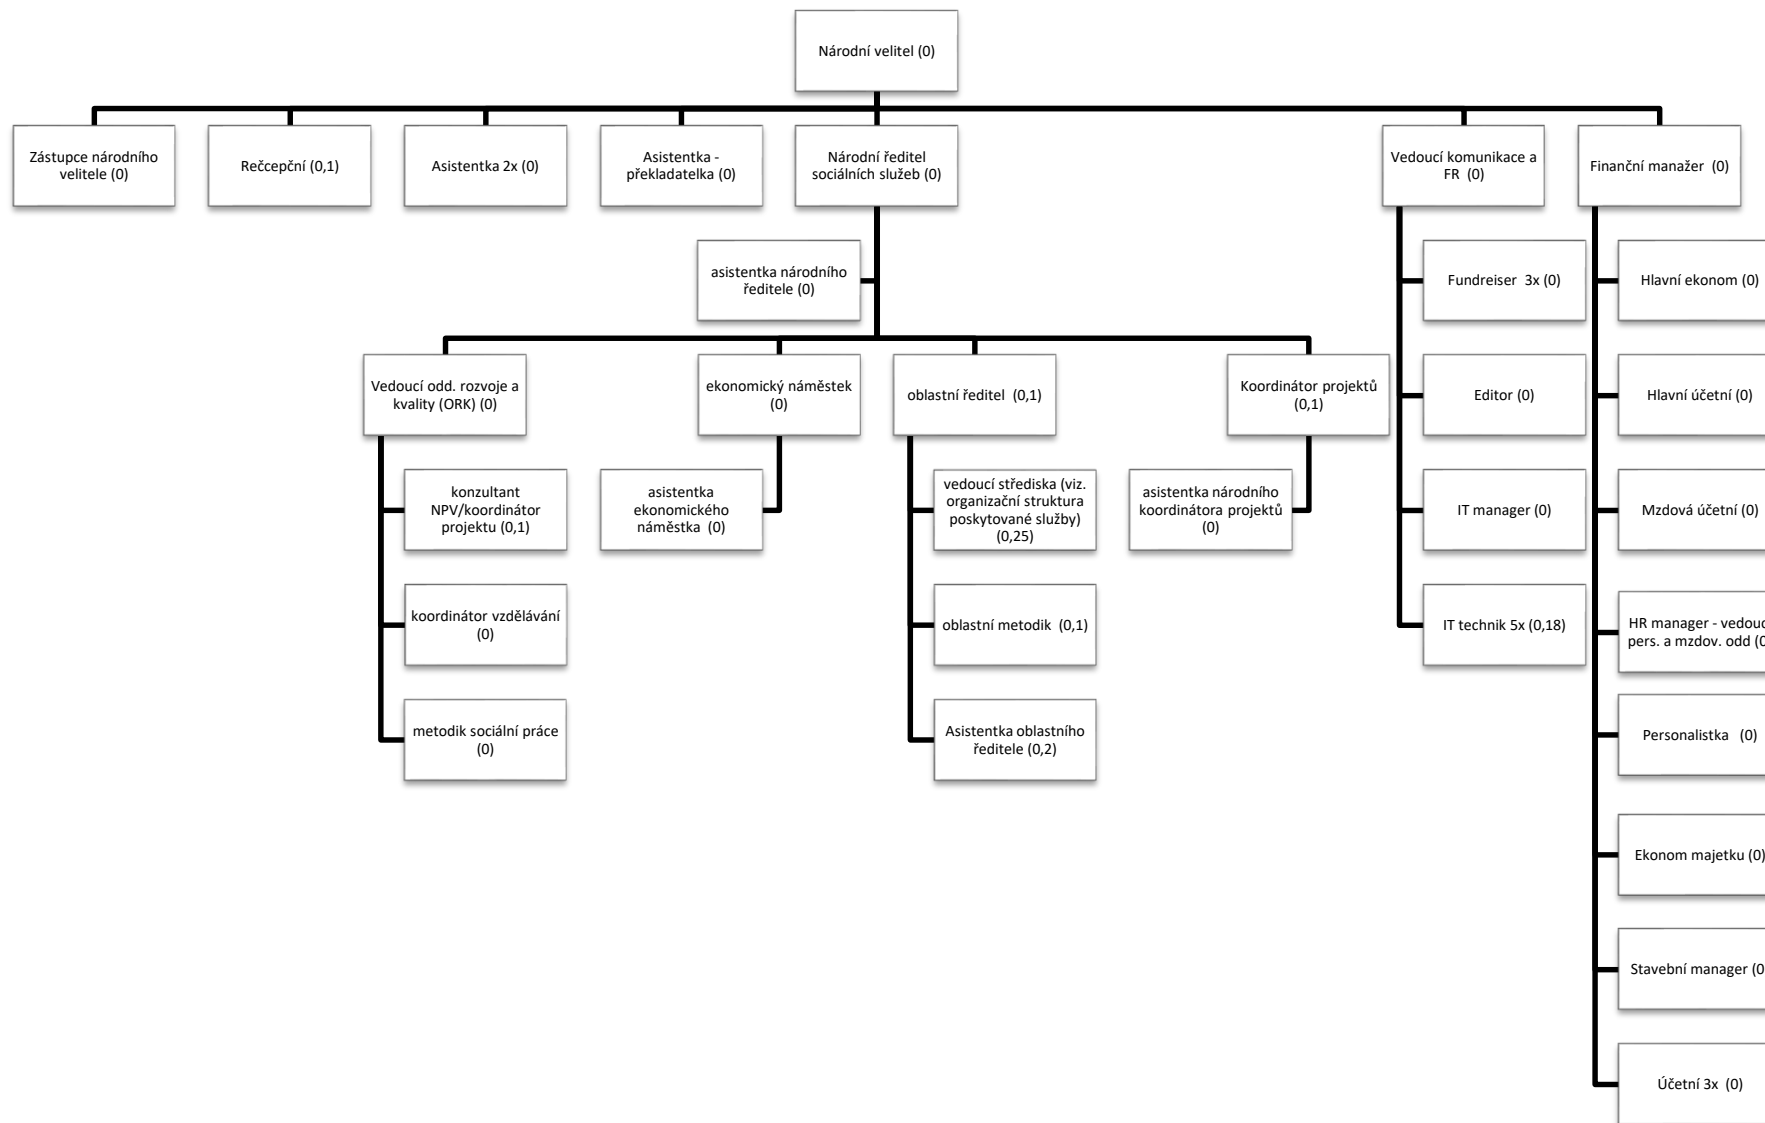 Národní velitel (0)
Zástupce národního
velitele (0)
Rečcepční (0,1)
Asistentka 2x (0)
Asistentka -
překladatelka (0)
Národní ředitel
sociálních služeb (0)
Vedoucí komunikace a
FR  (0)
Finanční manažer  (0)
asistentka národního
ředitele (0)
Fundreiser  3x (0)
Hlavní ekonom (0)
Vedoucí odd. rozvoje a
kvality (ORK) (0)
ekonomický náměstek
(0)
oblastní ředitel  (0,1)
Koordinátor projektů
(0,1)
Editor (0)
Hlavní účetní (0)
konzultant
NPV/koordinátor
projektu (0,1)
asistentka
ekonomického
náměstka  (0)
vedoucí střediska (viz.
organizační struktura
poskytované služby)
(0,25)
asistentka národního
koordinátora projektů
(0)
IT manager (0)
Mzdová účetní (0)
koordinátor vzdělávání
(0)
oblastní metodik  (0,1)
IT technik 5x (0,18)
HR manager - vedouc
pers. a mzdov. odd (0
metodik sociální práce
(0)
Asistentka oblastního
ředitele (0,2)
Personalistka   (0)
Ekonom majetku (0)
Stavební manager (0
Účetní 3x  (0)